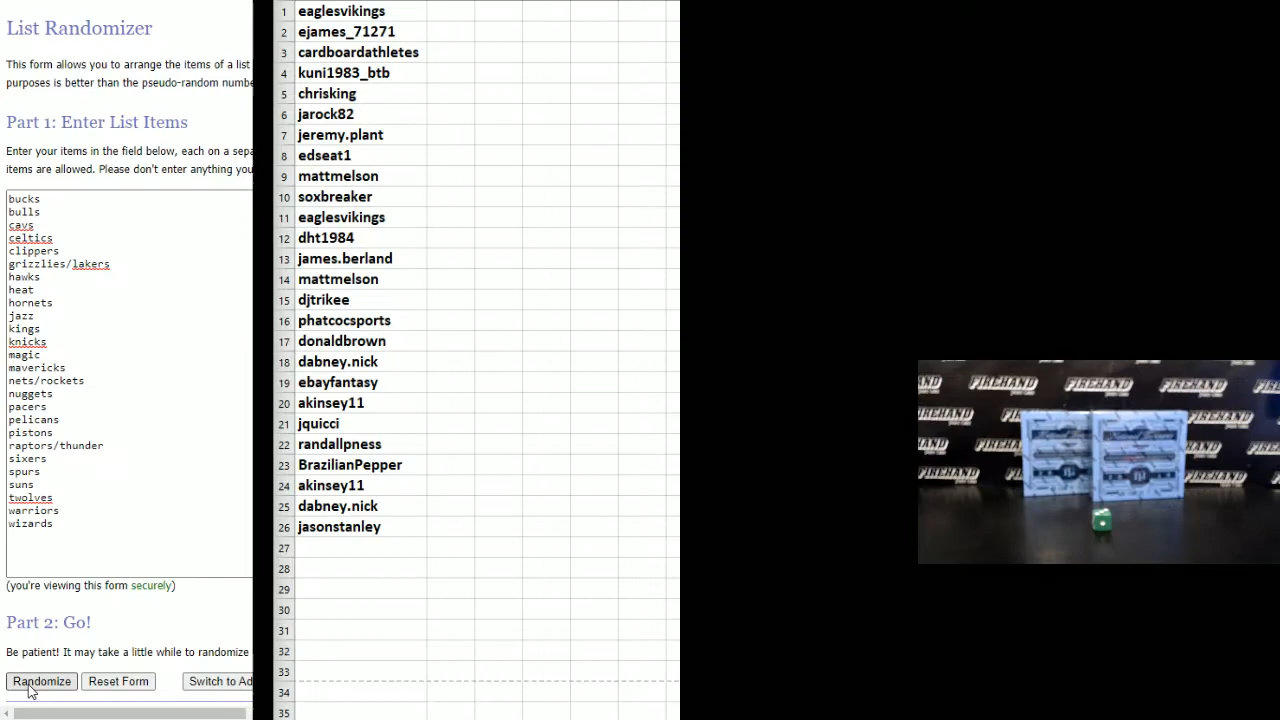 List Randomizer
This form allows you to arrange the items of a list
purposes is better than the pseudo-random numbe
Part 1: Enter List Items
Enter your items in the field below, each on a sepa
items are allowed. Please don't enter anything you
bucks
bulls
cavs
celtics
clippers
grizzlies/lakers
hawks
heat
hornets
jazz
kings
knicks
magic
mavericks
nets/rockets
nuggets
pacers
pelicans
pistons
raptors/thunder
sixers
spurs
suns
twolves
warriors
wizards
(you're viewing this form securely)
Part 2: Go!
Be patient! It may take a little while to randomize
Randomize Reset Form Switch to Ad
1 eaglesvikings
2 ejames_71271
3 cardboardathletes
4 kuni1983_btb
5 chrisking
6 jarock82
7 jeremy.plant
8 edseat1
9 mattmelson
10 soxbreaker
11 eaglesvikings
12 dht1984
13 james.berland
14 mattmelson
15 djtrikee
16 phatcocsports
17 donaldbrown
18 dabney.nick
19 ebayfantasy
20 akinsey11
21 jquicci
22 randallpness
23 BrazilianPepper
24 akinsey11
25 dabney.nick
26 jasonstanley
27
28
29
30
31
32
33
34
35
FIREHAND FIREHAND FIREHAND
FIREHAND